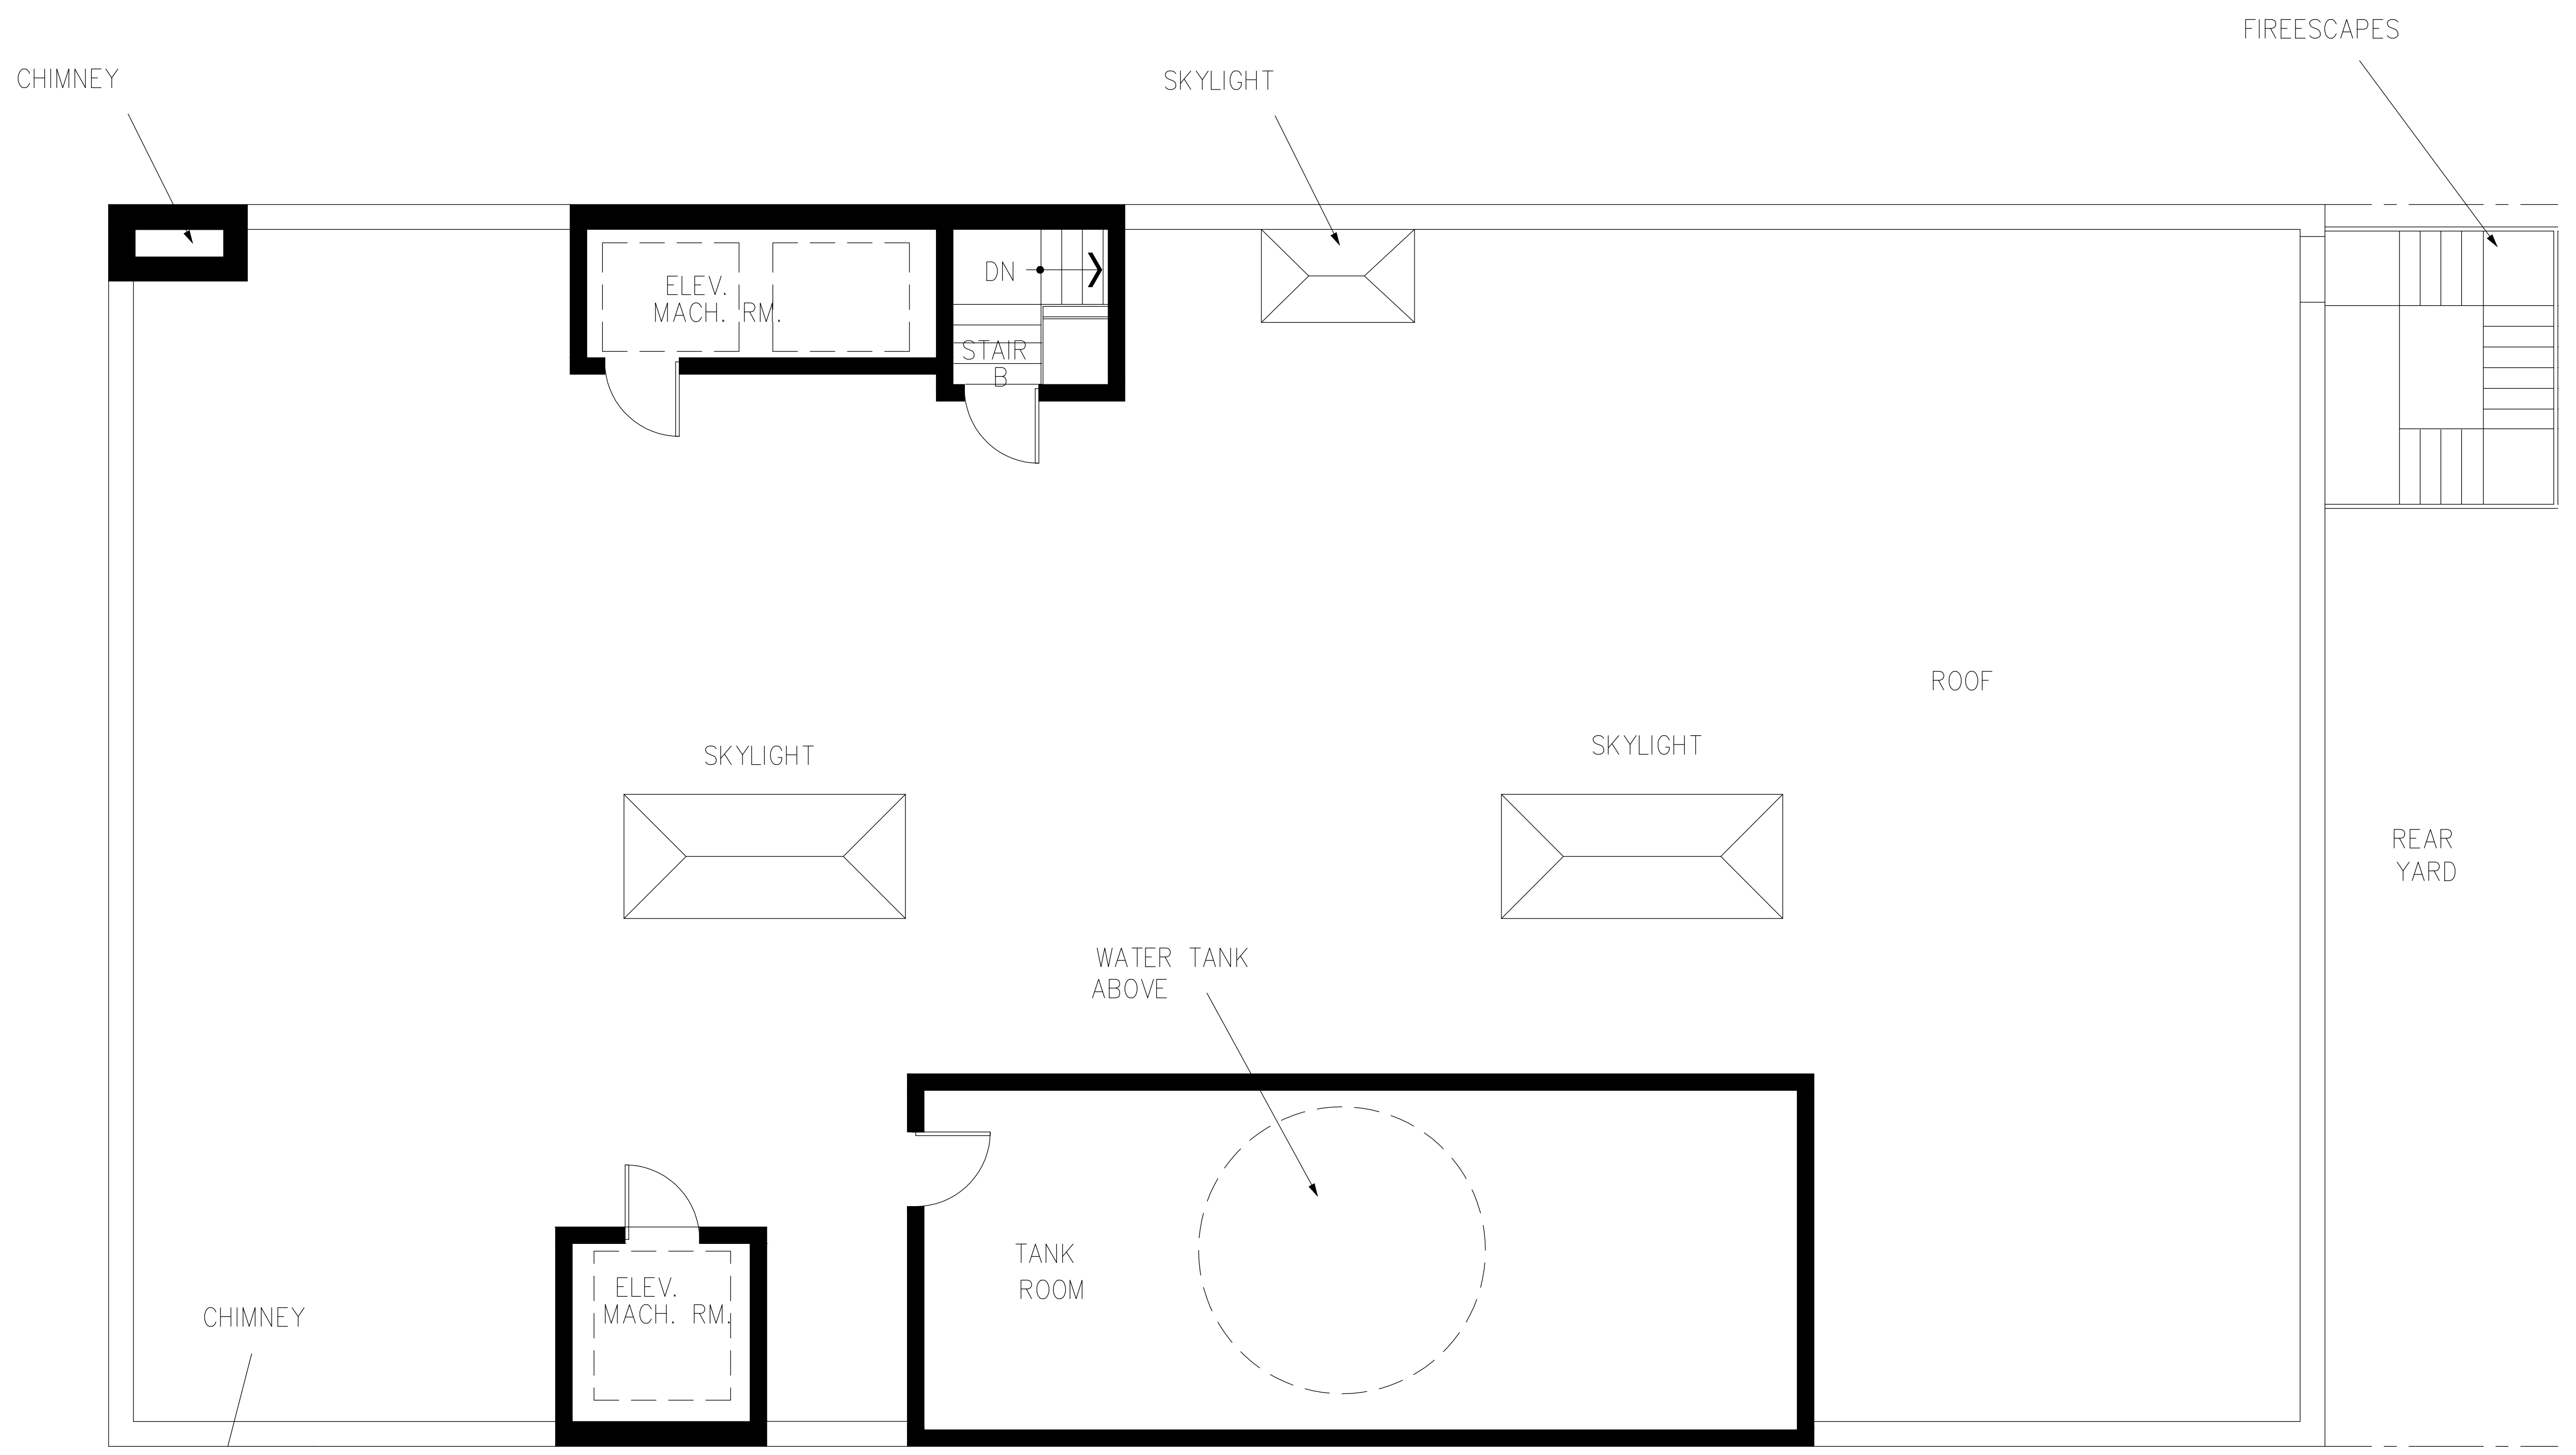 FIREESCAPES
CHIMNEY
SKYLIGHT
ELEV.
MACH. RM.
DN
STAIR
B
ROOF
SKYLIGHT
SKYLIGHT
REAR
YARD
WATER TANK
ABOVE
TANK
ROOM
ELEV.
MACH. RM.
CHIMNEY